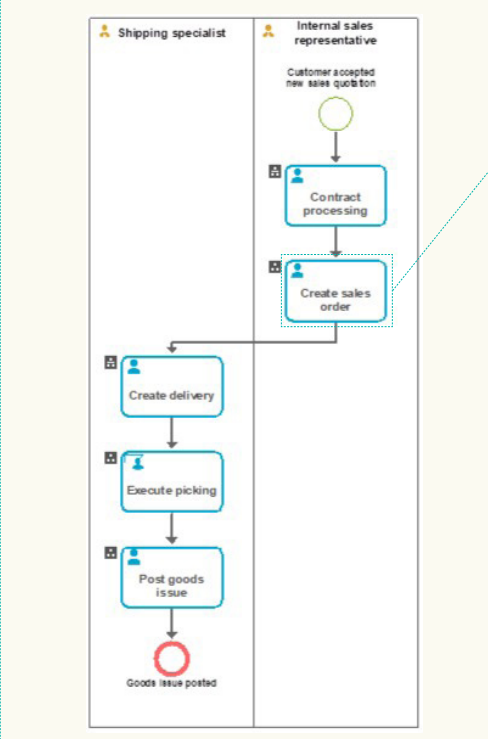 Shipping specialist
Internal sales
representative
Customer accepted
new sales quotation
Contract
processing
Create sales
order
Create delivery
Execute picking
Post goods
issue
Goods issue posted